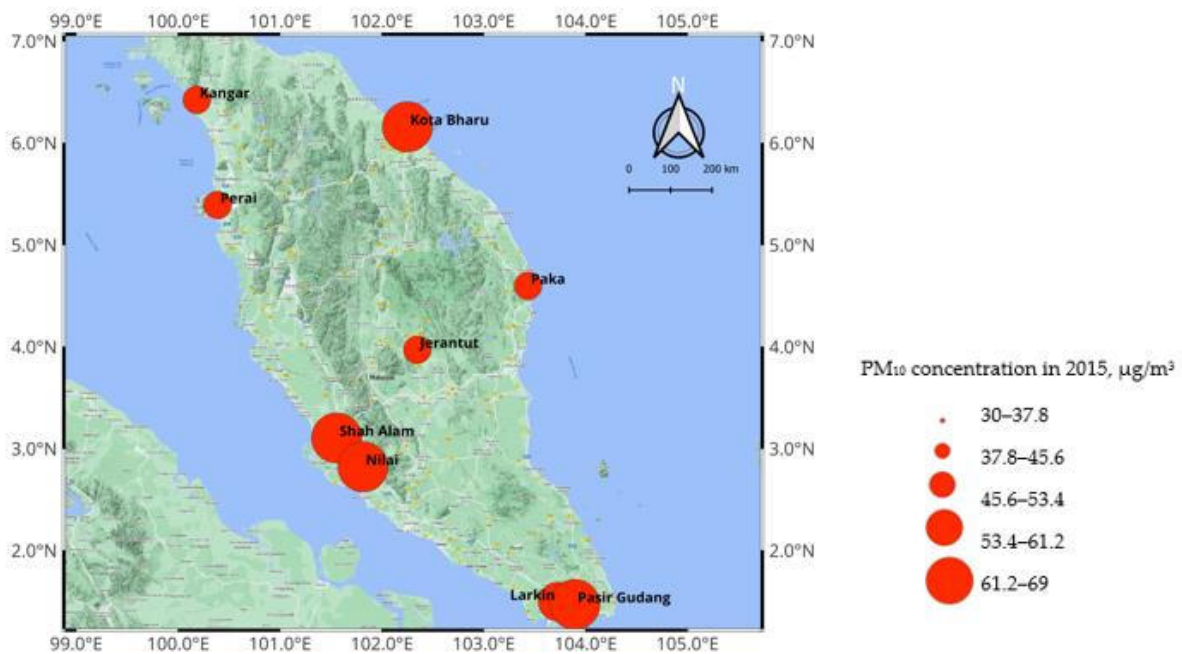 99.0°E 100.0°E 101.0°E 102.0°E 103.0°E 104.0°E 105.0°E
7.0°N 7.0°N
Kangar
N
Kota Bharu
6.0°N 6.0°N
0 100 200 km
Perai
5.0°N 5.0°N
Paka
4.0°N 4.0°N
Jerantut
Malaysia
PM₁₀ concentration in 2015, µg/m³
30–37.8
Shah Alam
3.0°N 3.0°N
37.8–45.6
Nilai
45.6–53.4
53.4–61.2
2.0°N 2.0°N
61.2–69
Larkin Pasir Gudang
99.0°E 100.0°E 101.0°E 102.0°E 103.0°E 104.0°E 105.0°E